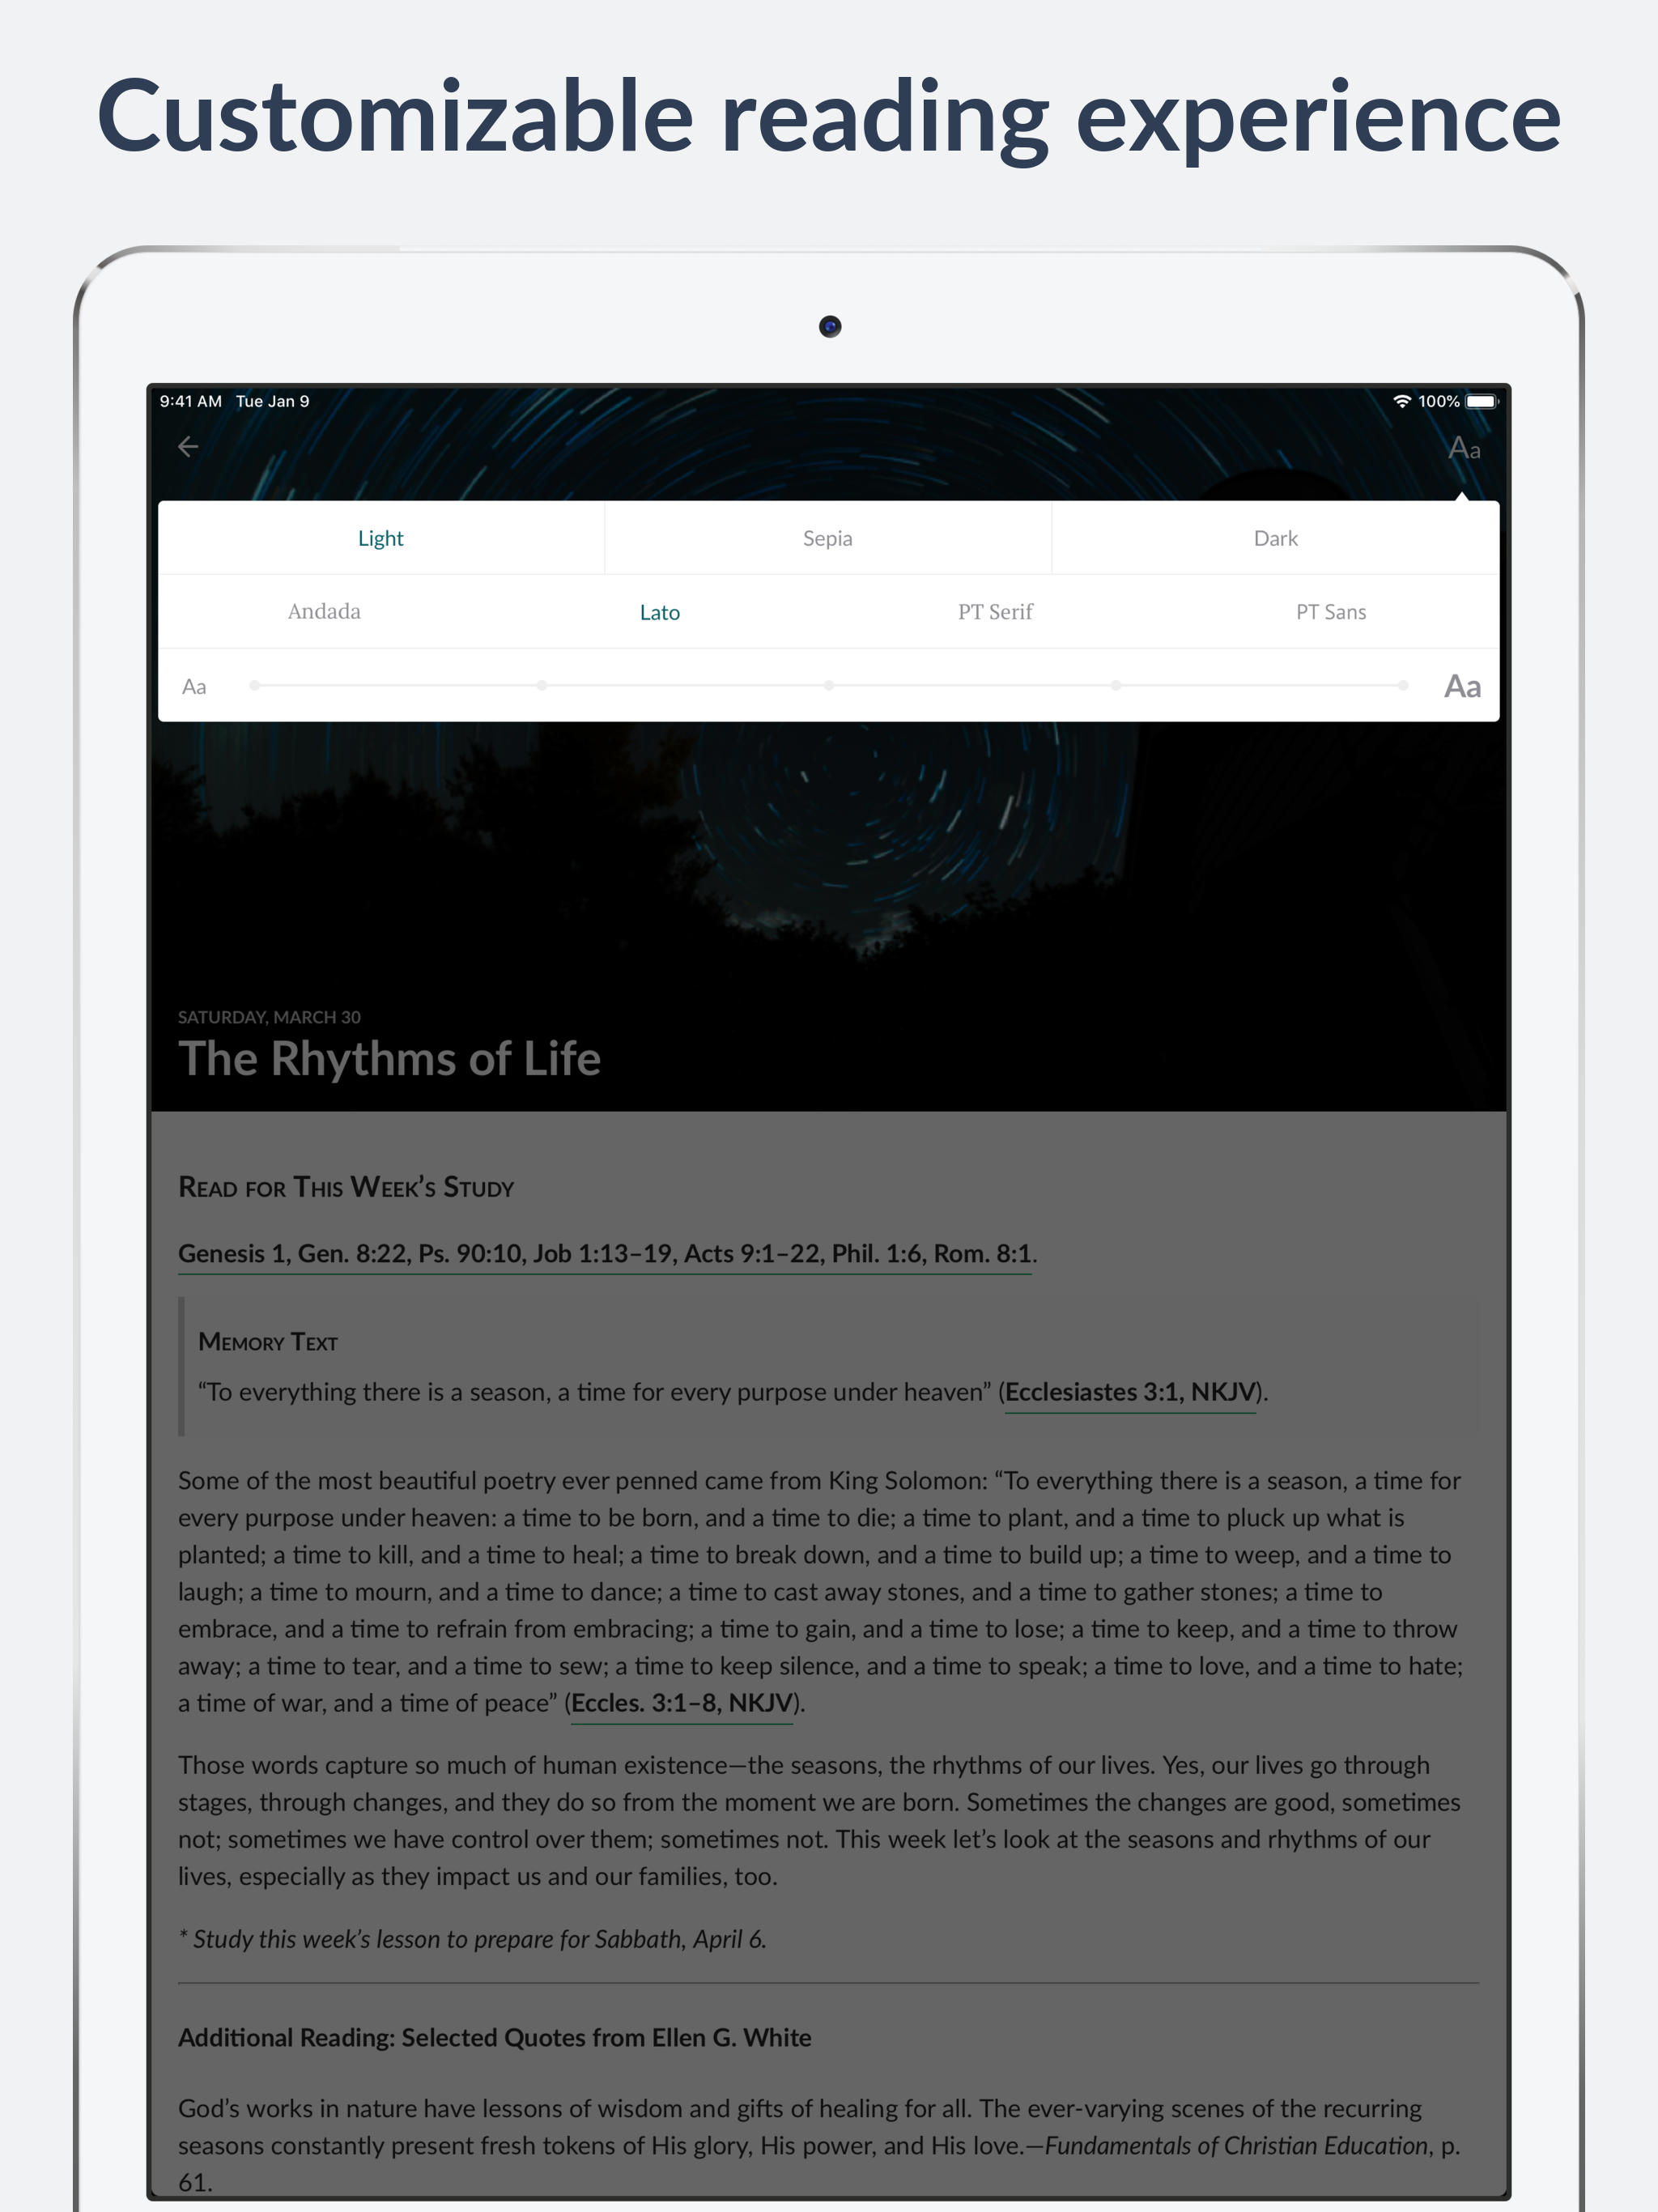 Customizable reading experience
9:41 AM Tue Jan 9
100%
Aa
Light Sepia Dark
Andada Lato PT Serif PT Sans
Aa Aa
SATURDAY, MARCH 30
The Rhythms of Life
Read for This Week’s Study
Genesis 1, Gen. 8:22, Ps. 90:10, Job 1:13–19, Acts 9:1–22, Phil. 1:6, Rom. 8:1.
Memory Text
“To everything there is a season, a time for every purpose under heaven” (Ecclesiastes 3:1, NKJV).
Some of the most beautiful poetry ever penned came from King Solomon: “To everything there is a season, a time for
every purpose under heaven: a time to be born, and a time to die; a time to plant, and a time to pluck up what is
planted; a time to kill, and a time to heal; a time to break down, and a time to build up; a time to weep, and a time to
laugh; a time to mourn, and a time to dance; a time to cast away stones, and a time to gather stones; a time to
embrace, and a time to refrain from embracing; a time to gain, and a time to lose; a time to keep, and a time to throw
away; a time to tear, and a time to sew; a time to keep silence, and a time to speak; a time to love, and a time to hate;
a time of war, and a time of peace” (Eccles. 3:1–8, NKJV).
Those words capture so much of human existence—the seasons, the rhythms of our lives. Yes, our lives go through
stages, through changes, and they do so from the moment we are born. Sometimes the changes are good, sometimes
not; sometimes we have control over them; sometimes not. This week let’s look at the seasons and rhythms of our
lives, especially as they impact us and our families, too.
* Study this week’s lesson to prepare for Sabbath, April 6.
Additional Reading: Selected Quotes from Ellen G. White
God’s works in nature have lessons of wisdom and gifts of healing for all. The ever-varying scenes of the recurring
seasons constantly present fresh tokens of His glory, His power, and His love.—Fundamentals of Christian Education, p.
61.